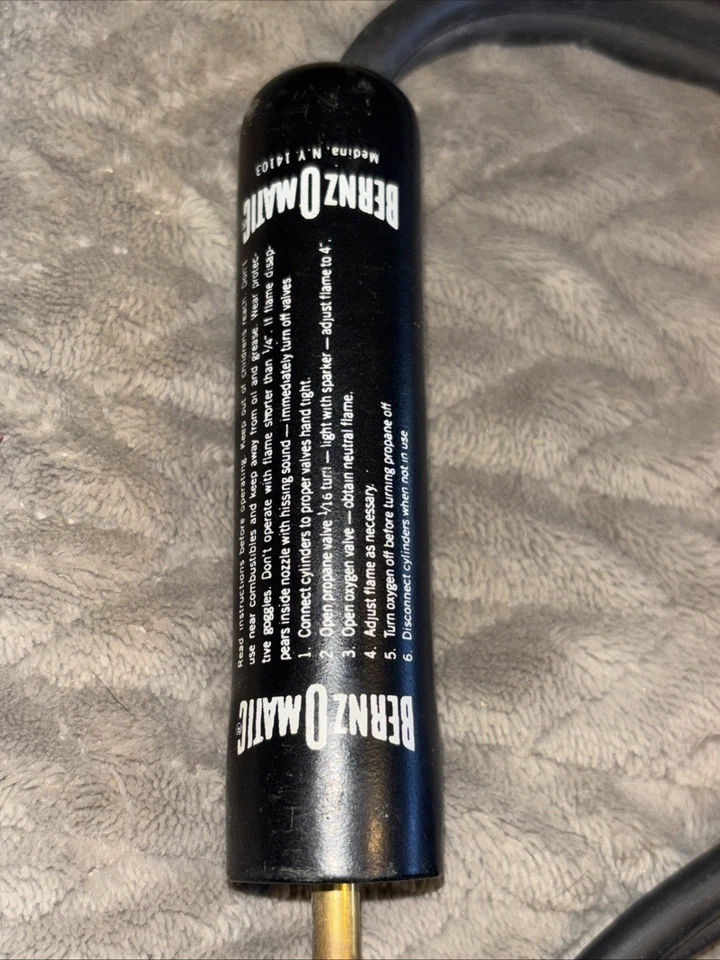 BERNZOMATIC®
Medina, N.Y. 14103
Read instructions before operating. Keep out of childrens reach. Don't
use near combustibles and keep away from oil and grease. Wear protec-
tive goggles. Don't operate with flame shorter than 1/4". If flame disap-
pears inside nozzle with hissing sound — immediately turn off valves
1. Connect cylinders to proper valves hand tight.
2. Open propane valve 1/16 turn — light with sparker — adjust flame to 4".
3. Open oxygen valve — obtain neutral flame.
4. Adjust flame as necessary.
5. Turn oxygen off before turning propane off
6. Disconnect cylinders when not in use
BERNZOMATIC®